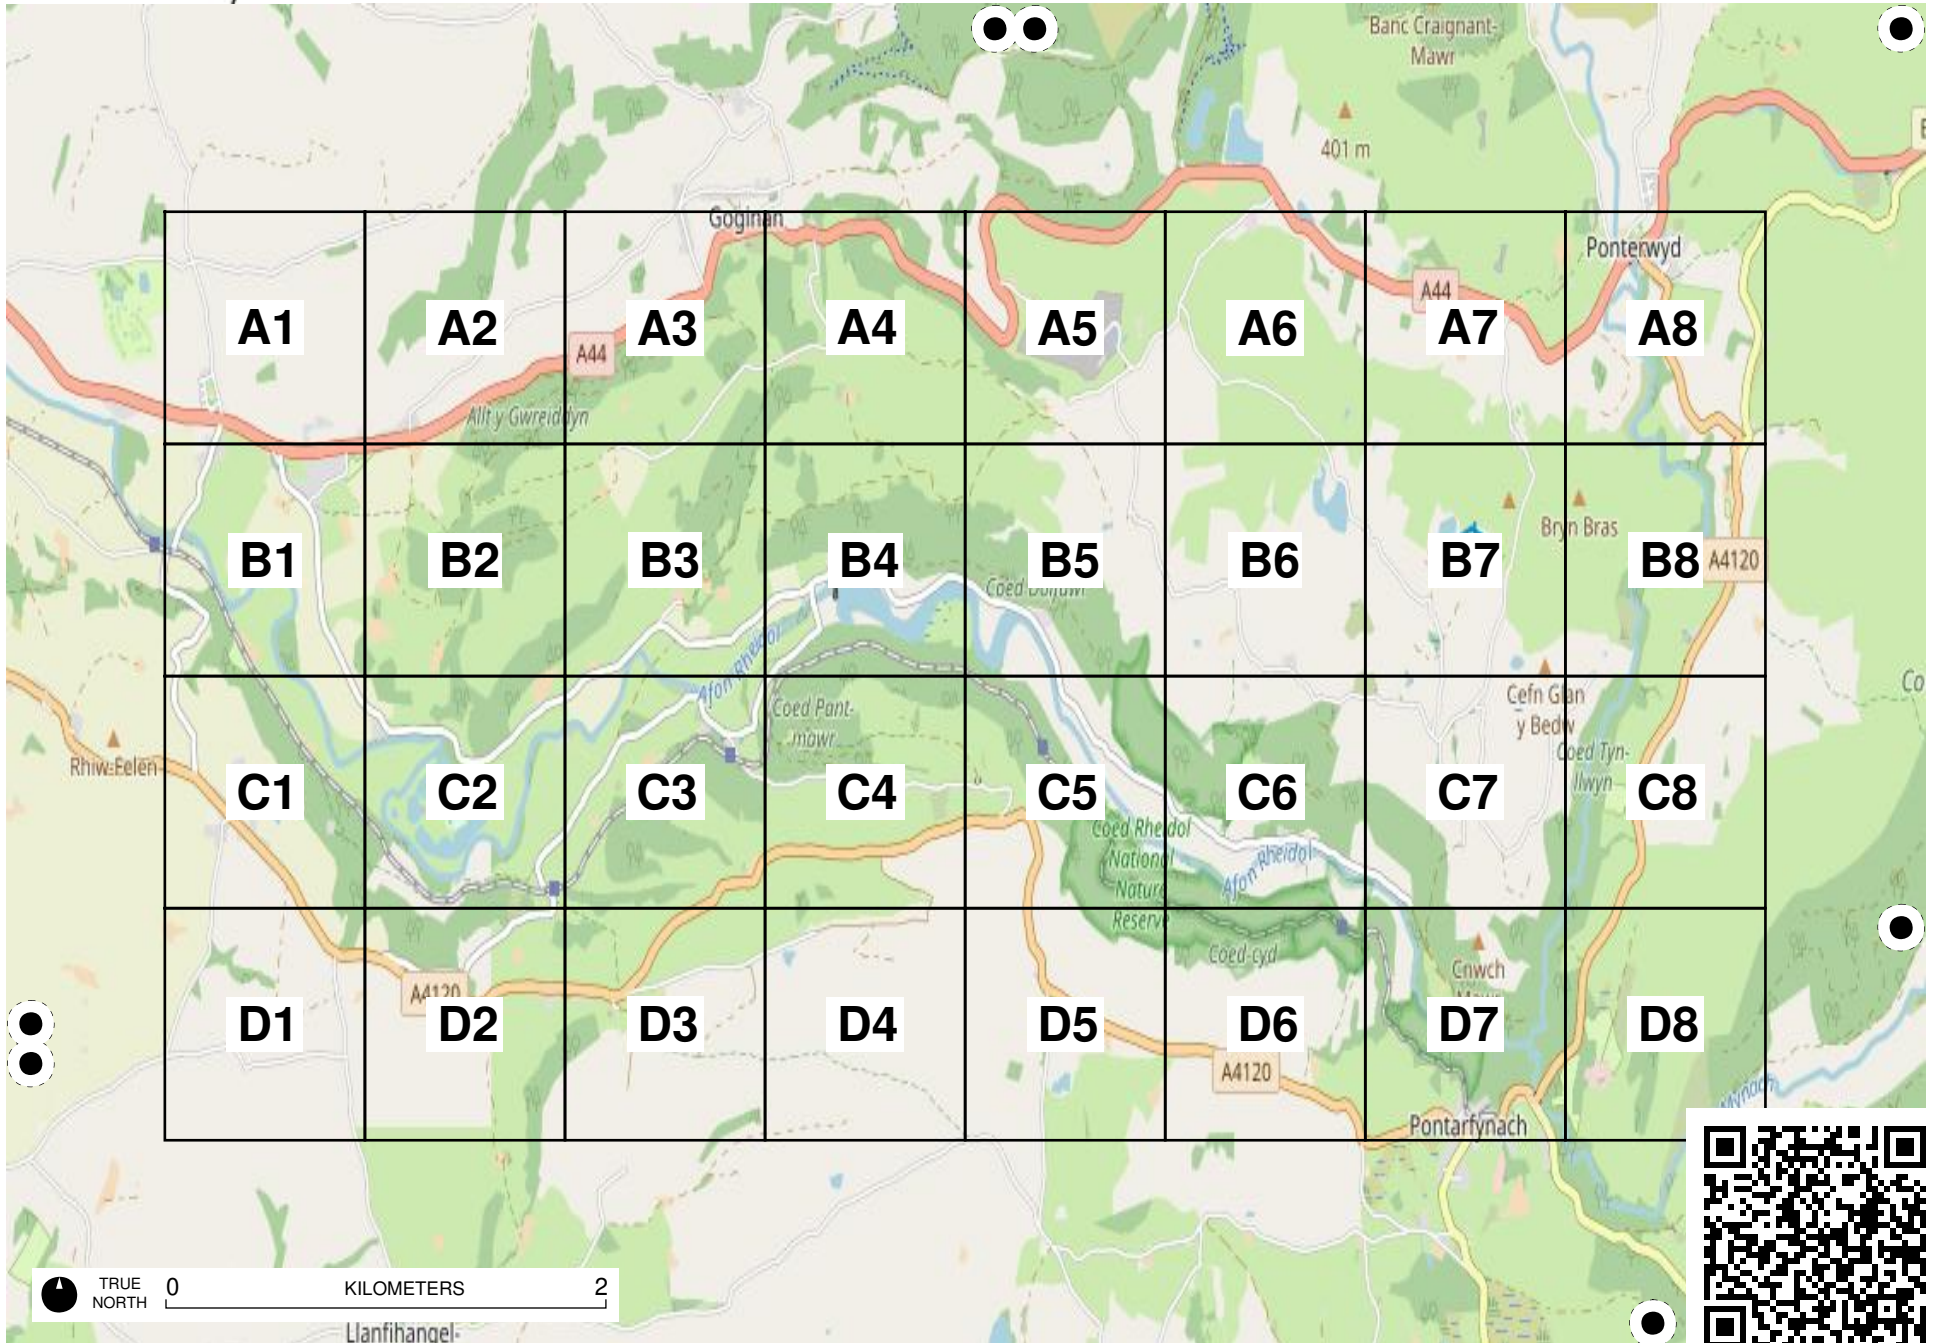 Banc Craignant-
Mawr
401 m
Goginan
Ponterwyd
A44
A1
A2
A3
A4
A5
A6
A7
A8
A44
Allt y Gwreiddyn
Bryn Bras
B1
B2
B3
B4
B5
B6
B7
B8
A4120
Coed Dolfawr
Afon Rheidol
Coed Pant-
mawr
Cefn Glan
y Bedw
Coed Tyn-
llwyn
Co
Rhiw-Felen
C1
C2
C3
C4
C5
C6
C7
C8
Coed Rheidol
National
Nature
Reserve
Afon Rheidol
Coed-cyd
Cnwch
A4120
D1
D2
D3
D4
D5
D6
D7
D8
A4120
Mynach
Pontarfynach
TRUE
NORTH
0
KILOMETERS
2
Llanfihangel-